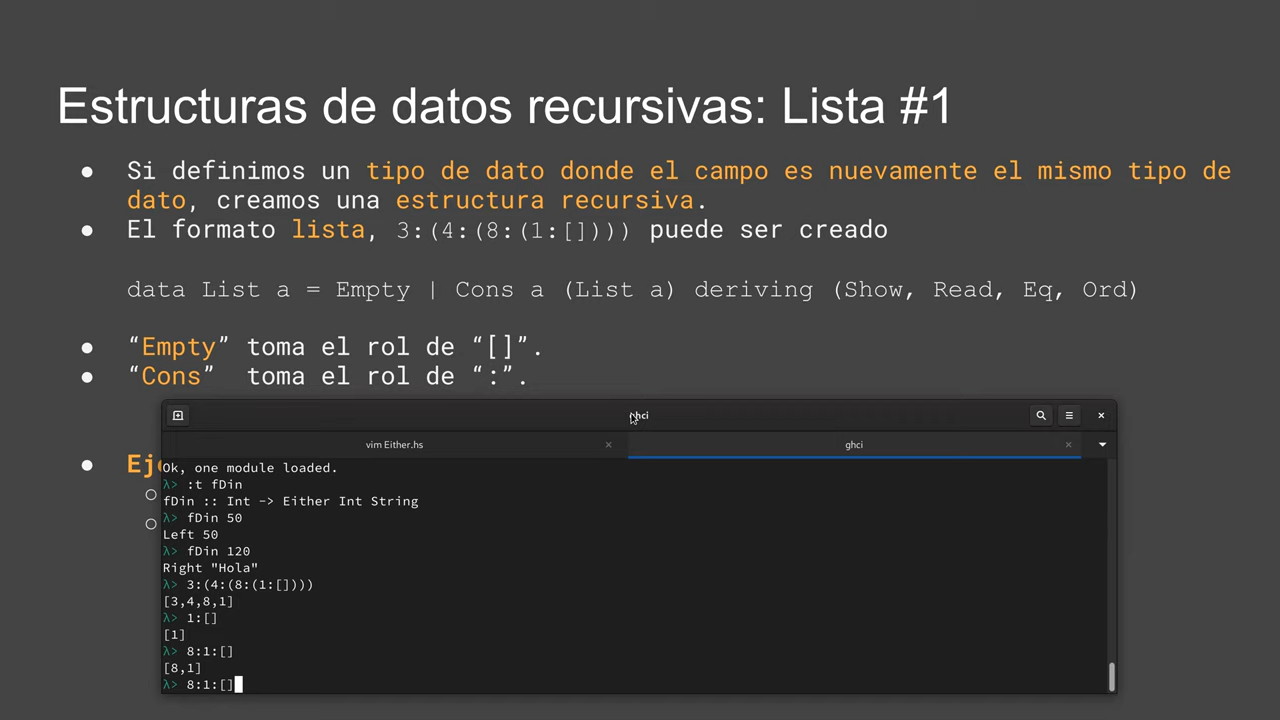 Estructuras de datos recursivas: Lista #1
● Si definimos un tipo de dato donde el campo es nuevamente el mismo tipo de
dato, creamos una estructura recursiva.
● El formato lista, 3:(4:(8:(1:[]))) puede ser creado
data List a = Empty | Cons a (List a) deriving (Show, Read, Eq, Ord)
● “Empty” toma el rol de “[]”.
● “Cons” toma el rol de “:”.
ghci
vim Either.hs
ghci
● Eje
Ok, one module loaded.
λ> :t fDin
fDin :: Int -> Either Int String
λ> fDin 50
Left 50
λ> fDin 120
Right "Hola"
λ> 3:(4:(8:(1:[])))
[3,4,8,1]
λ> 1:[]
[1]
λ> 8:1:[]
[8,1]
λ> 8:1:[]